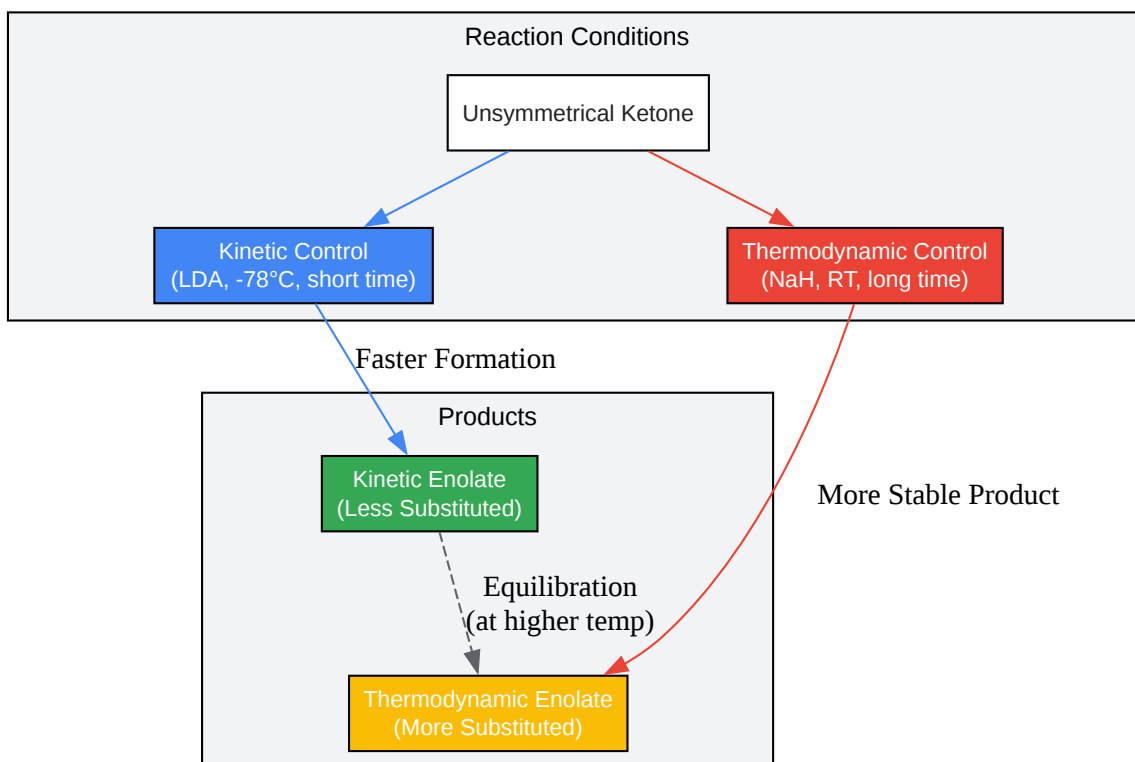 Reaction Conditions
Unsymmetrical Ketone
Kinetic Control
(LDA, -78°C, short time)
Thermodynamic Control
(NaH, RT, long time)
Faster Formation
Products
Kinetic Enolate
(Less Substituted)
More Stable Product
Equilibration
(at higher temp)
Thermodynamic Enolate
(More Substituted)